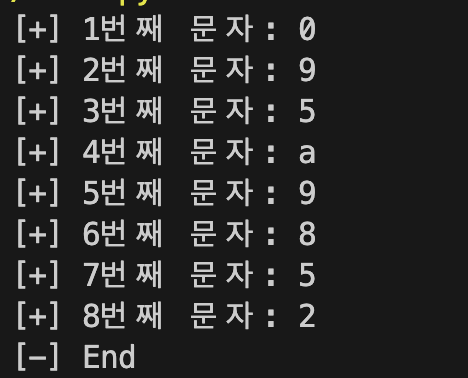 [+] 1번째 문자: 0
[+] 2번째 문자: 9
[+] 3번째 문자: 5
[+] 4번째 문자: a
[+] 5번째 문자: 9
[+] 6번째 문자: 8
[+] 7번째 문자: 5
[+] 8번째 문자: 2
[-] End